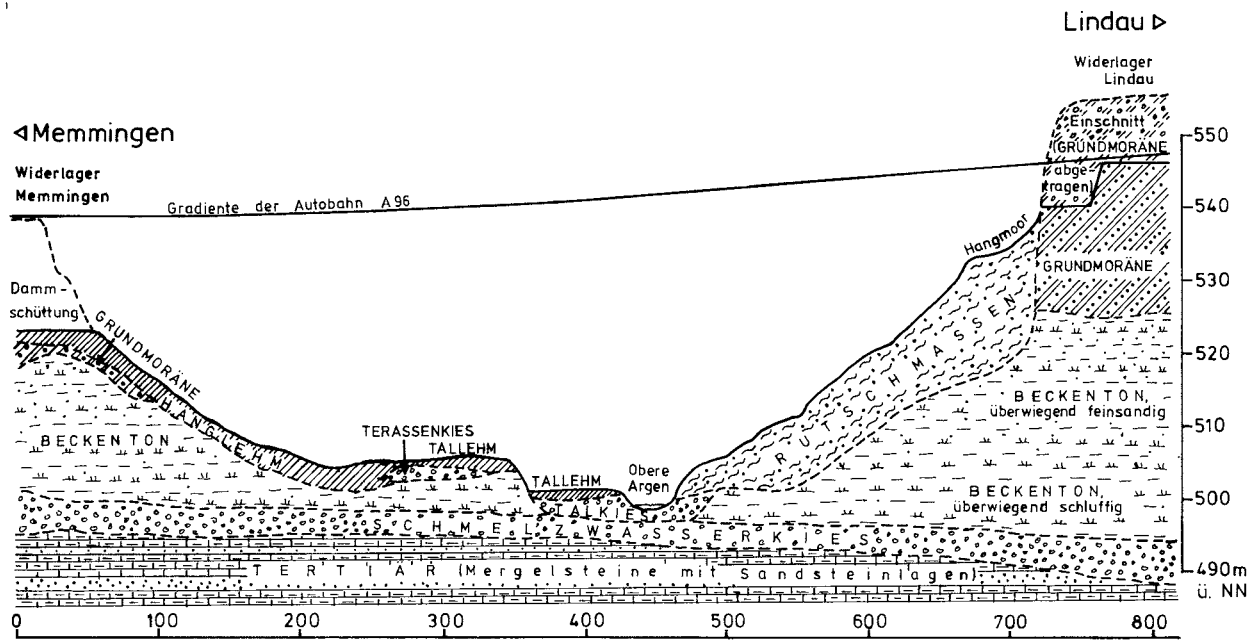 Lindau ▷
Widerlager
Lindau
◁ Memmingen
Widerlager
Memmingen
Einschnitt
(GRUNDMORÄNE
abge-
tragen)
Gradiente der Autobahn A 96
550
540
530
520
510
500
490 m
ü. NN
Hangmoor
GRUNDMORÄNE
Damm-
schüttung
GRUNDMORÄNE
HANGLEHM
RUTSCHMASSEN
BECKENTON,
überwiegend feinsandig
BECKENTON
TERASSENKIES
TALLEHM
TALLEHM
Obere
Argen
TALKIES
BECKENTON,
überwiegend schluffig
SCHMELZWASSERKIES
TERTIÄR (Mergelsteine mit Sandsteinlagen)
0 100 200 300 400 500 600 700 800